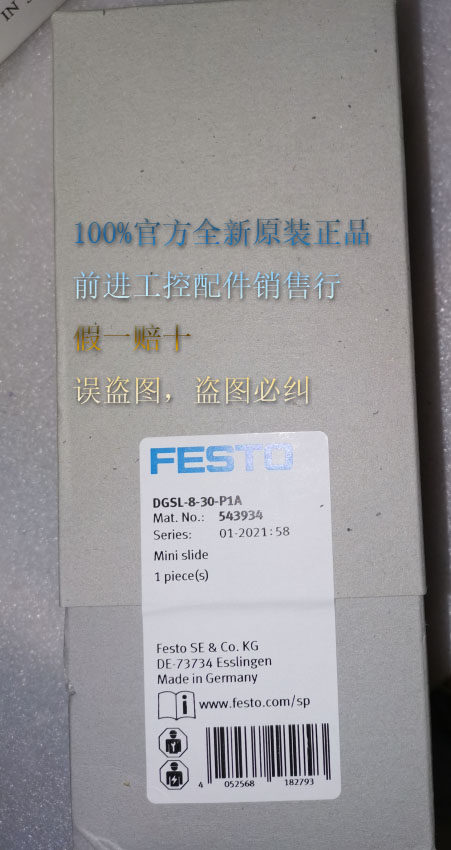 IN
100%官方全新原装正品
前进工控配件销售行
假一赔十
误盗图，盗图必纠
FESTO
DGSL-8-30-P1A
Mat. No.: 543934
Series: 01-2021:58
Mini slide
1 piece(s)
Festo SE & Co. KG
DE-73734 Esslingen
Made in Germany
www.festo.com/sp
4 052568 182793